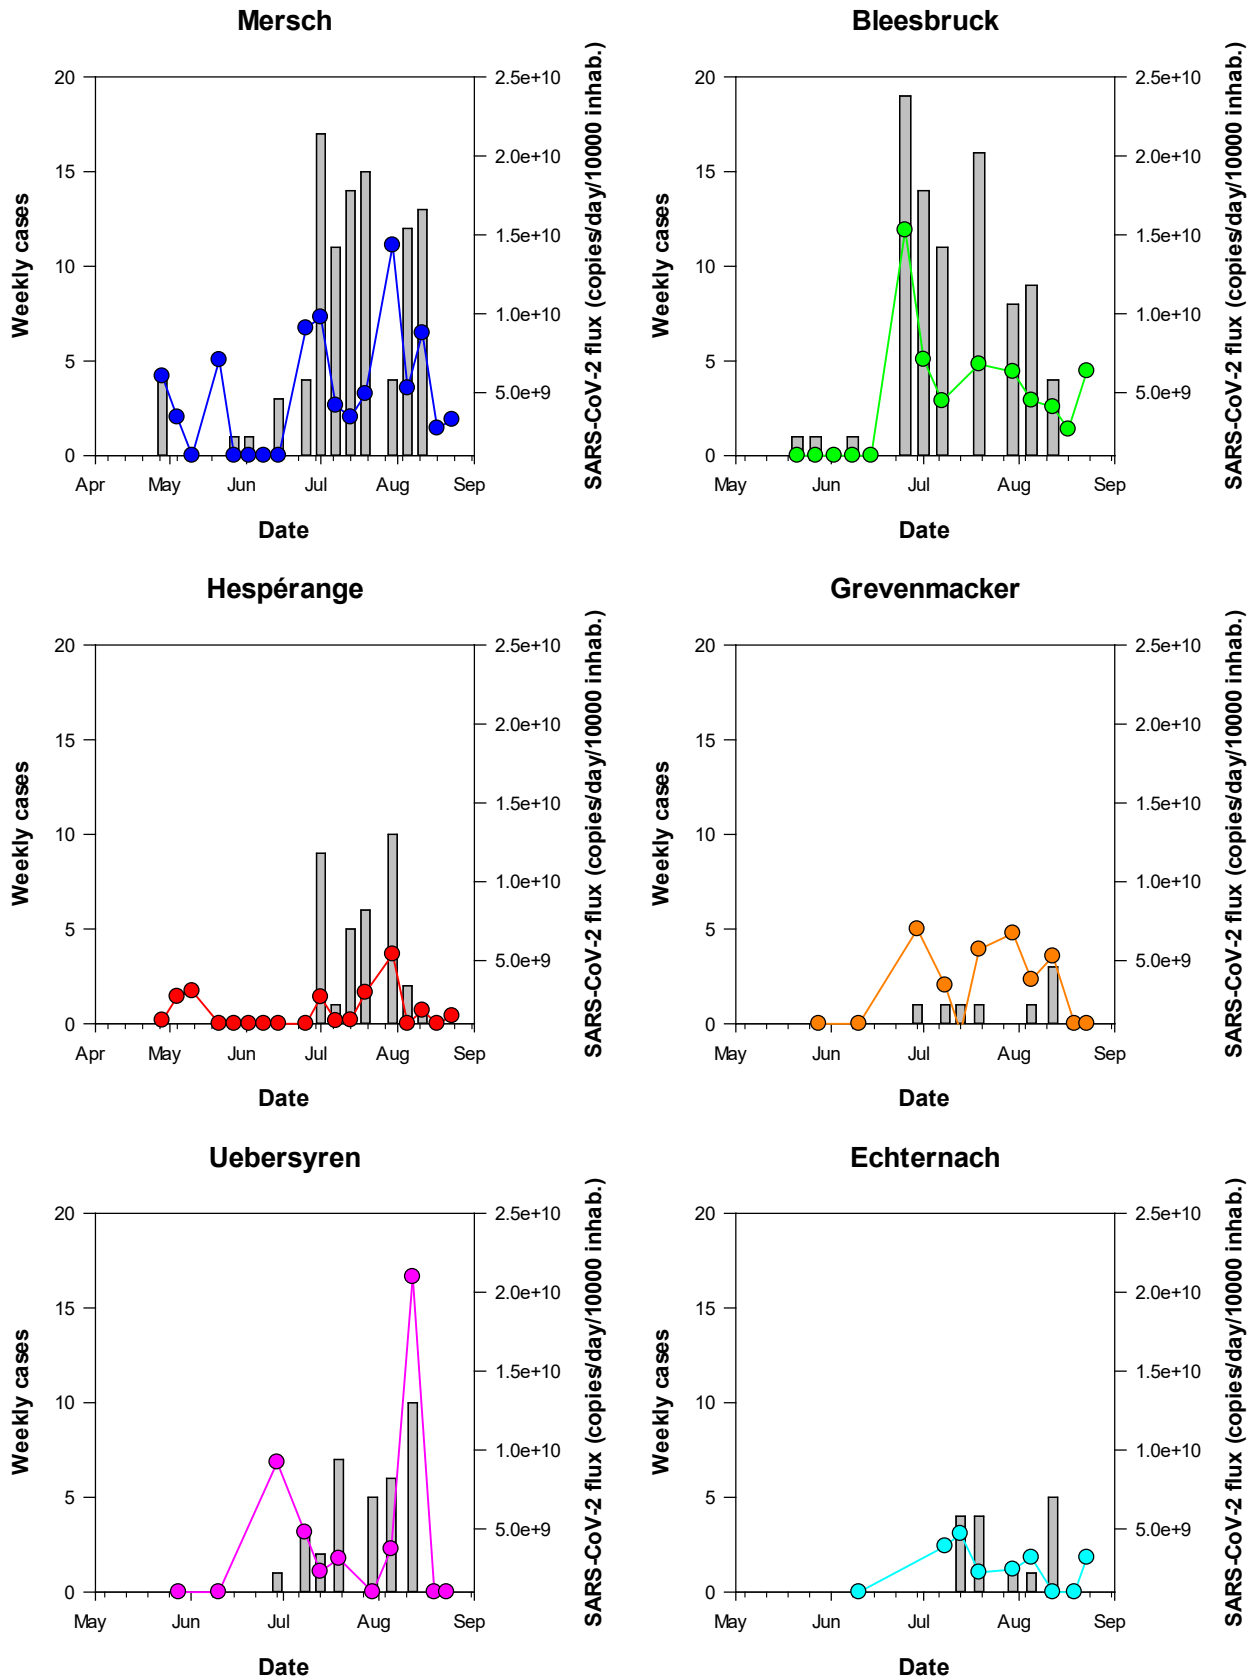 Mersch
Weekly cases
20
15
10
5
0
2.5e+10
2.0e+10
1.5e+10
1.0e+10
5.0e+9
SARS-CoV-2 flux (copies/day/10000 inhab.)
Apr May Jun Jul Aug Sep
Date
Bleesbruck
Weekly cases
20
15
10
5
0
2.5e+10
2.0e+10
1.5e+10
1.0e+10
5.0e+9
SARS-CoV-2 flux (copies/day/10000 inhab.)
May Jun Jul Aug Sep
Date
Hespérange
Weekly cases
20
15
10
5
0
2.5e+10
2.0e+10
1.5e+10
1.0e+10
5.0e+9
SARS-CoV-2 flux (copies/day/10000 inhab.)
Apr May Jun Jul Aug Sep
Date
Grevenmacker
Weekly cases
20
15
10
5
0
2.5e+10
2.0e+10
1.5e+10
1.0e+10
5.0e+9
SARS-CoV-2 flux (copies/day/10000 inhab.)
May Jun Jul Aug Sep
Date
Uebersyren
Weekly cases
20
15
10
5
0
2.5e+10
2.0e+10
1.5e+10
1.0e+10
5.0e+9
SARS-CoV-2 flux (copies/day/10000 inhab.)
May Jun Jul Aug Sep
Date
Echternach
Weekly cases
20
15
10
5
0
2.5e+10
2.0e+10
1.5e+10
1.0e+10
5.0e+9
SARS-CoV-2 flux (copies/day/10000 inhab.)
May Jun Jul Aug Sep
Date